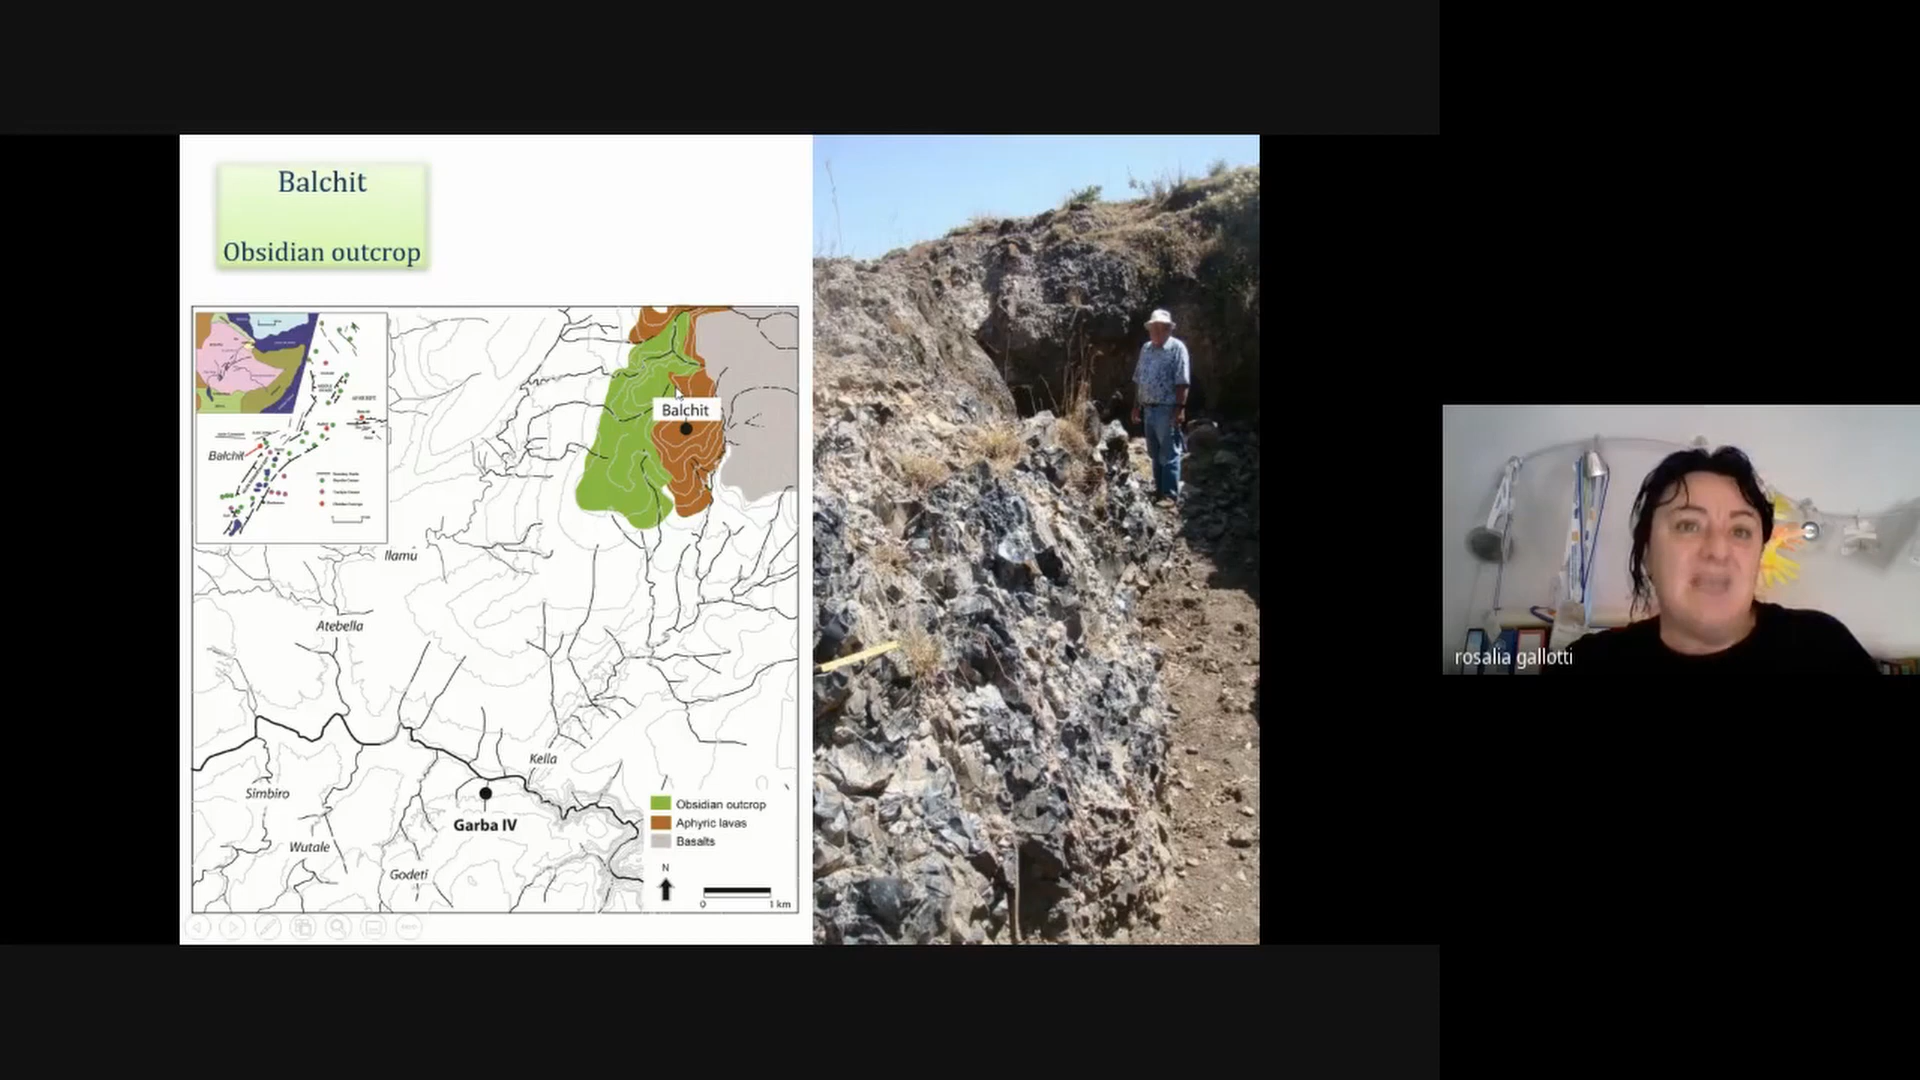 Balchit
Obsidian outcrop
Balchit
Balchit
Ilamu
Atebella
Kella
Simbiro
Garba IV
Wutale
Godeti
Obsidian outcrop
Aphyric lavas
Basalts
N
0 1 km
rosalia gallotti